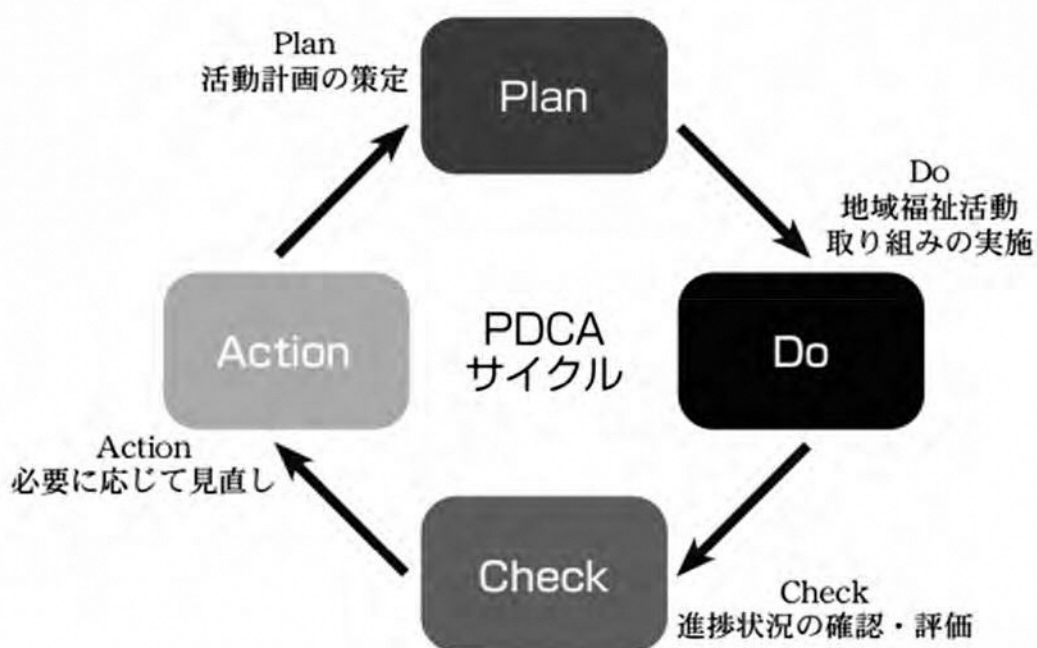 Plan
活動計画の策定
Plan
Do
地域福祉活動
取り組みの実施
Action
PDCA
サイクル
Do
Action
必要に応じて見直し
Check
Check
進捗状況の確認・評価